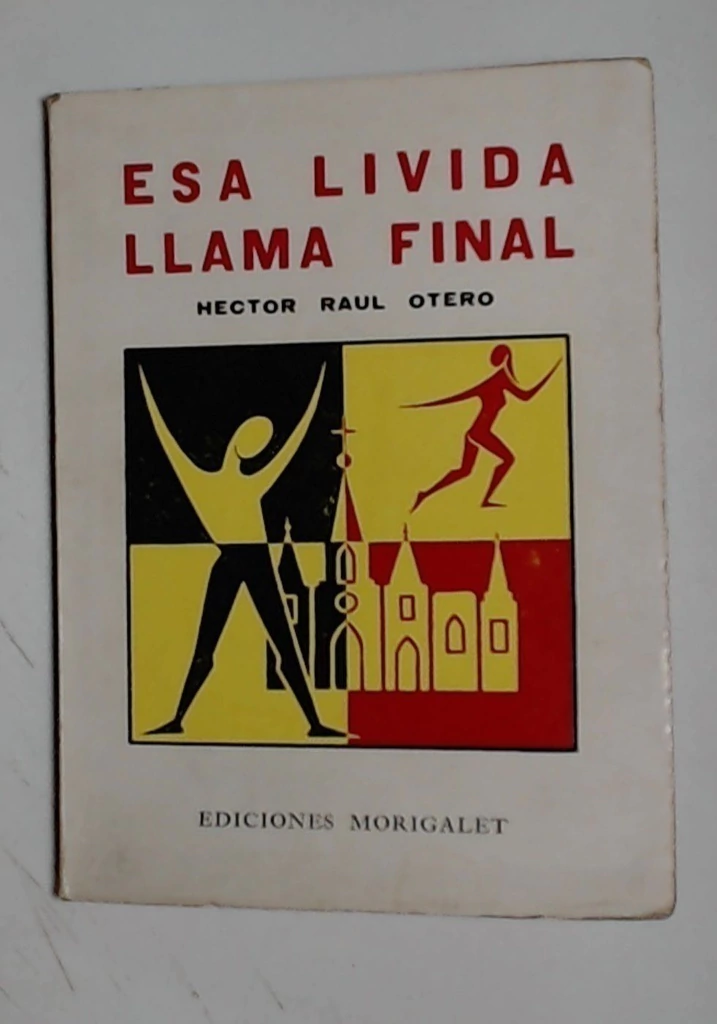 ESA LIVIDA
LLAMA FINAL
HECTOR RAUL OTERO
EDICIONES MORIGALET